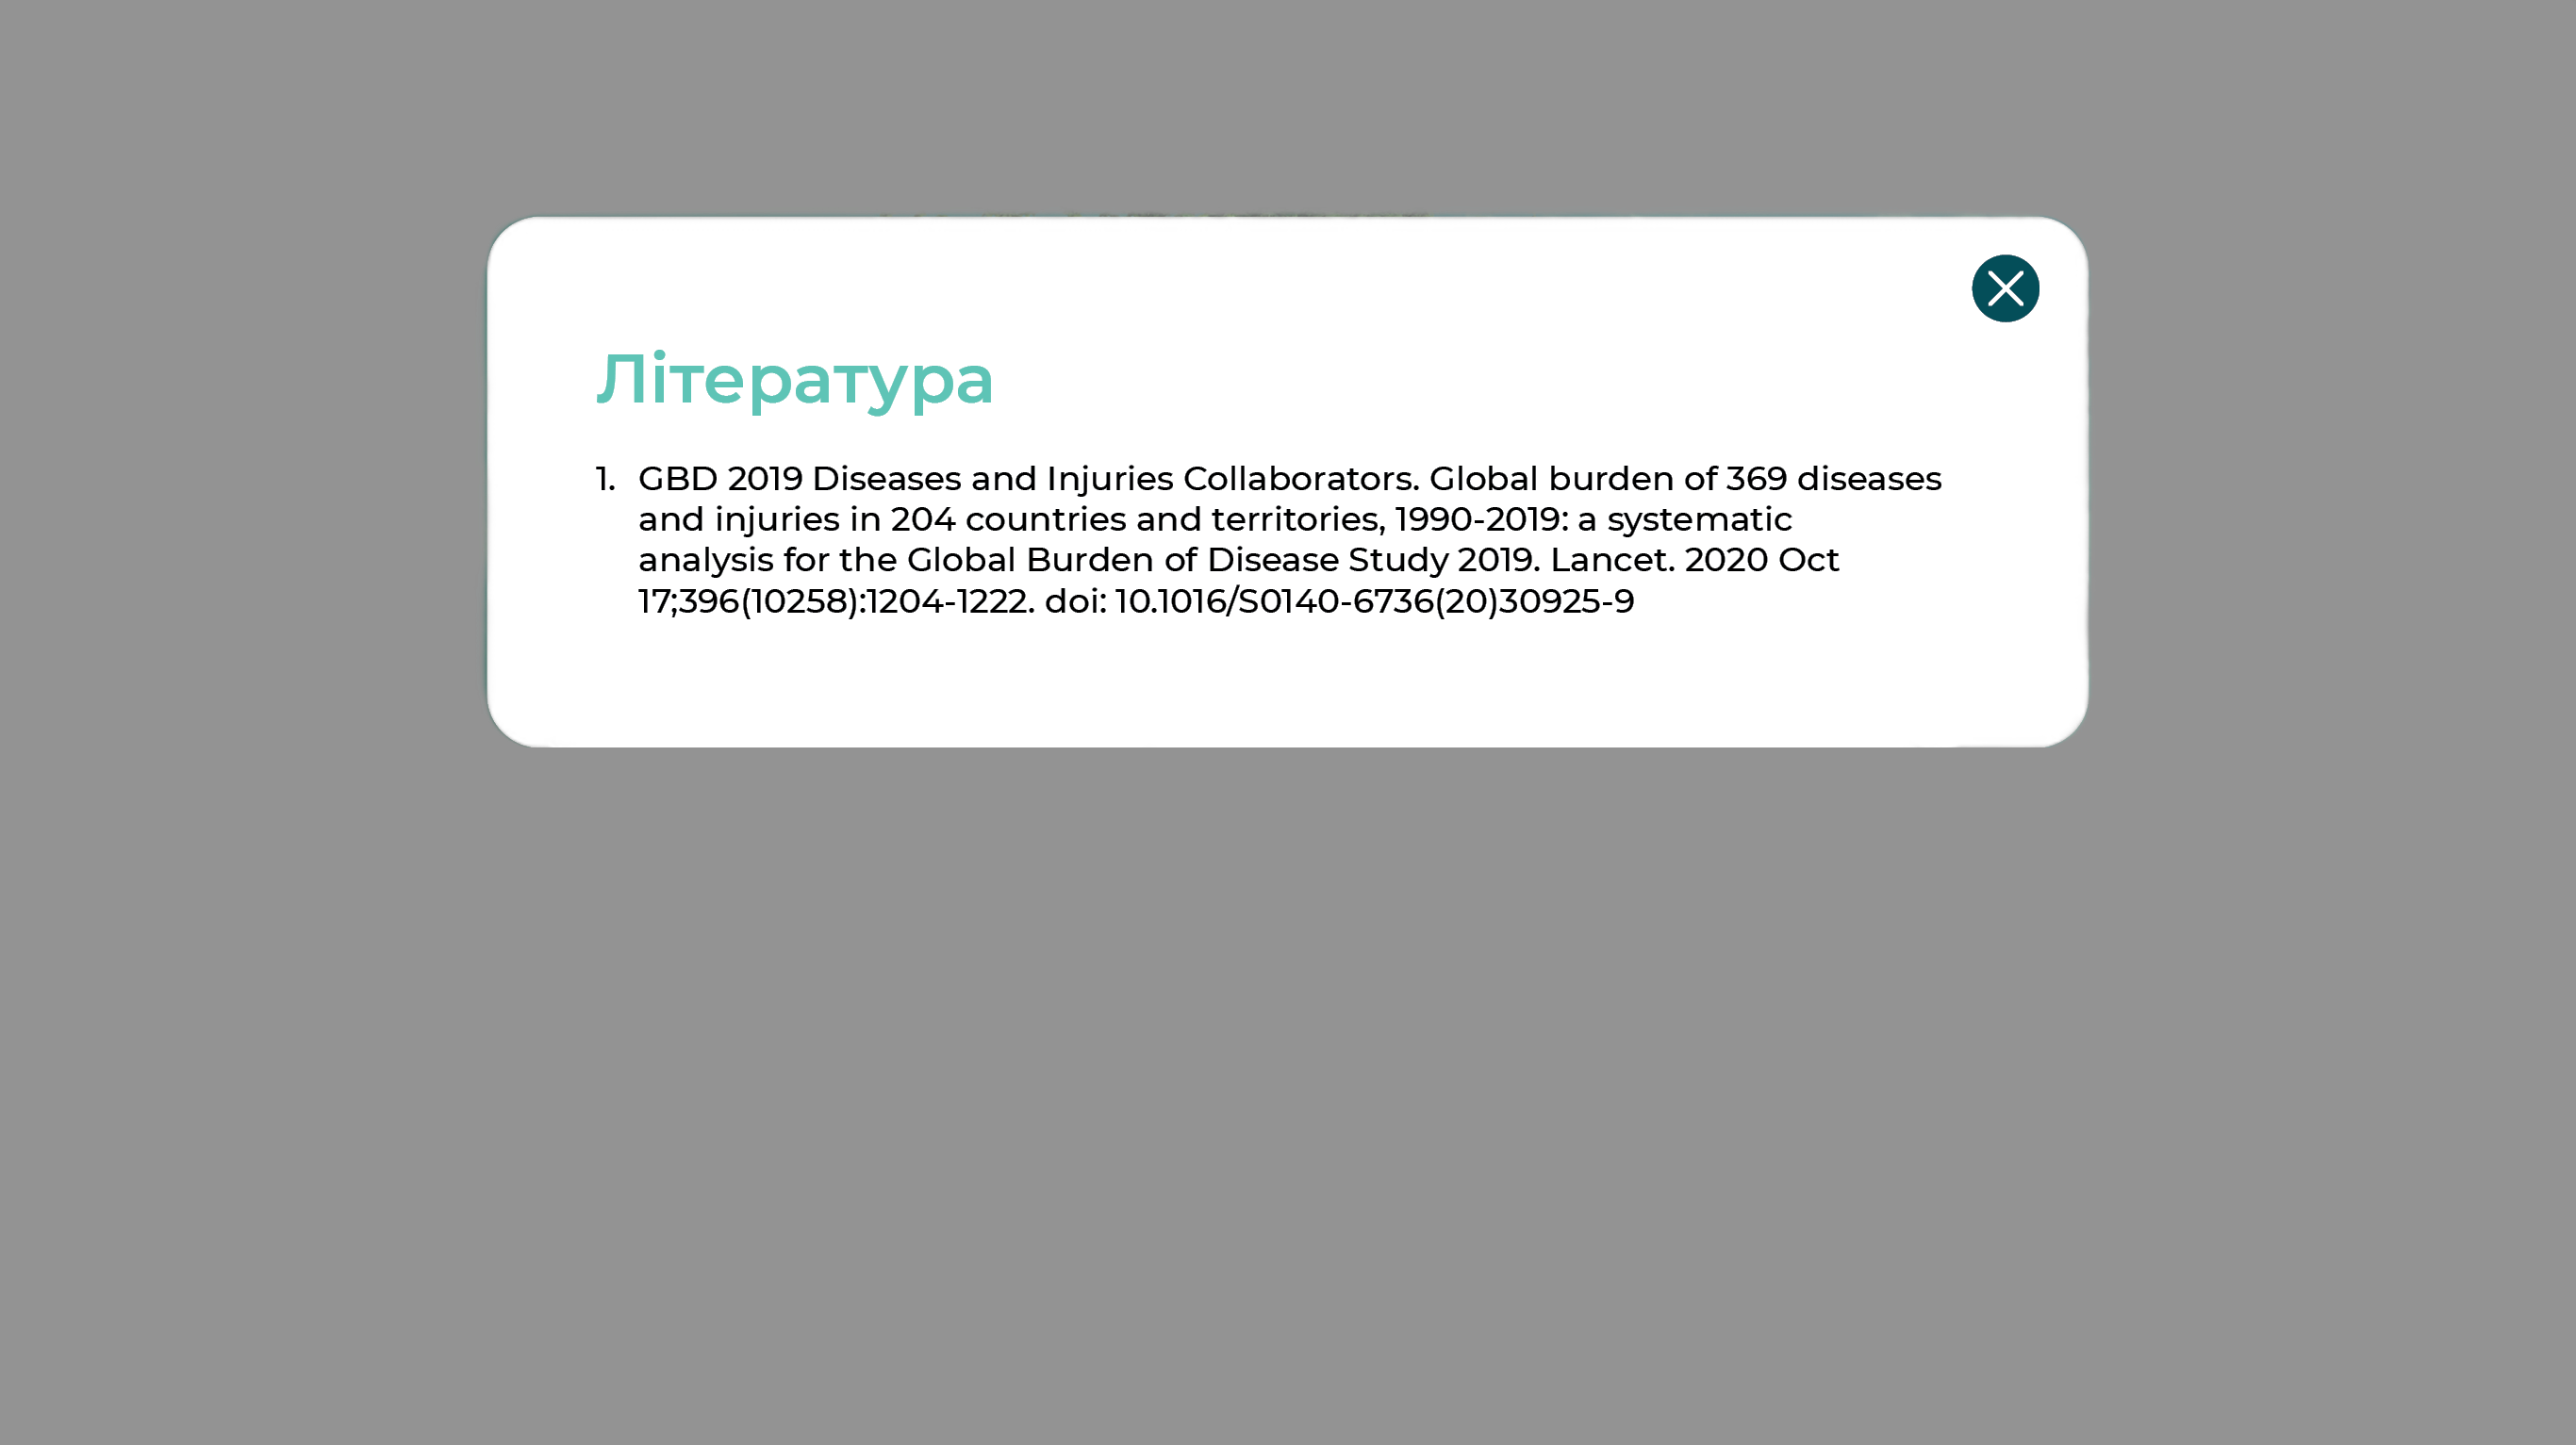 Література
1. GBD 2019 Diseases and Injuries Collaborators. Global burden of 369 diseases
and injuries in 204 countries and territories, 1990-2019: a systematic
analysis for the Global Burden of Disease Study 2019. Lancet. 2020 Oct
17;396(10258):1204-1222. doi: 10.1016/S0140-6736(20)30925-9